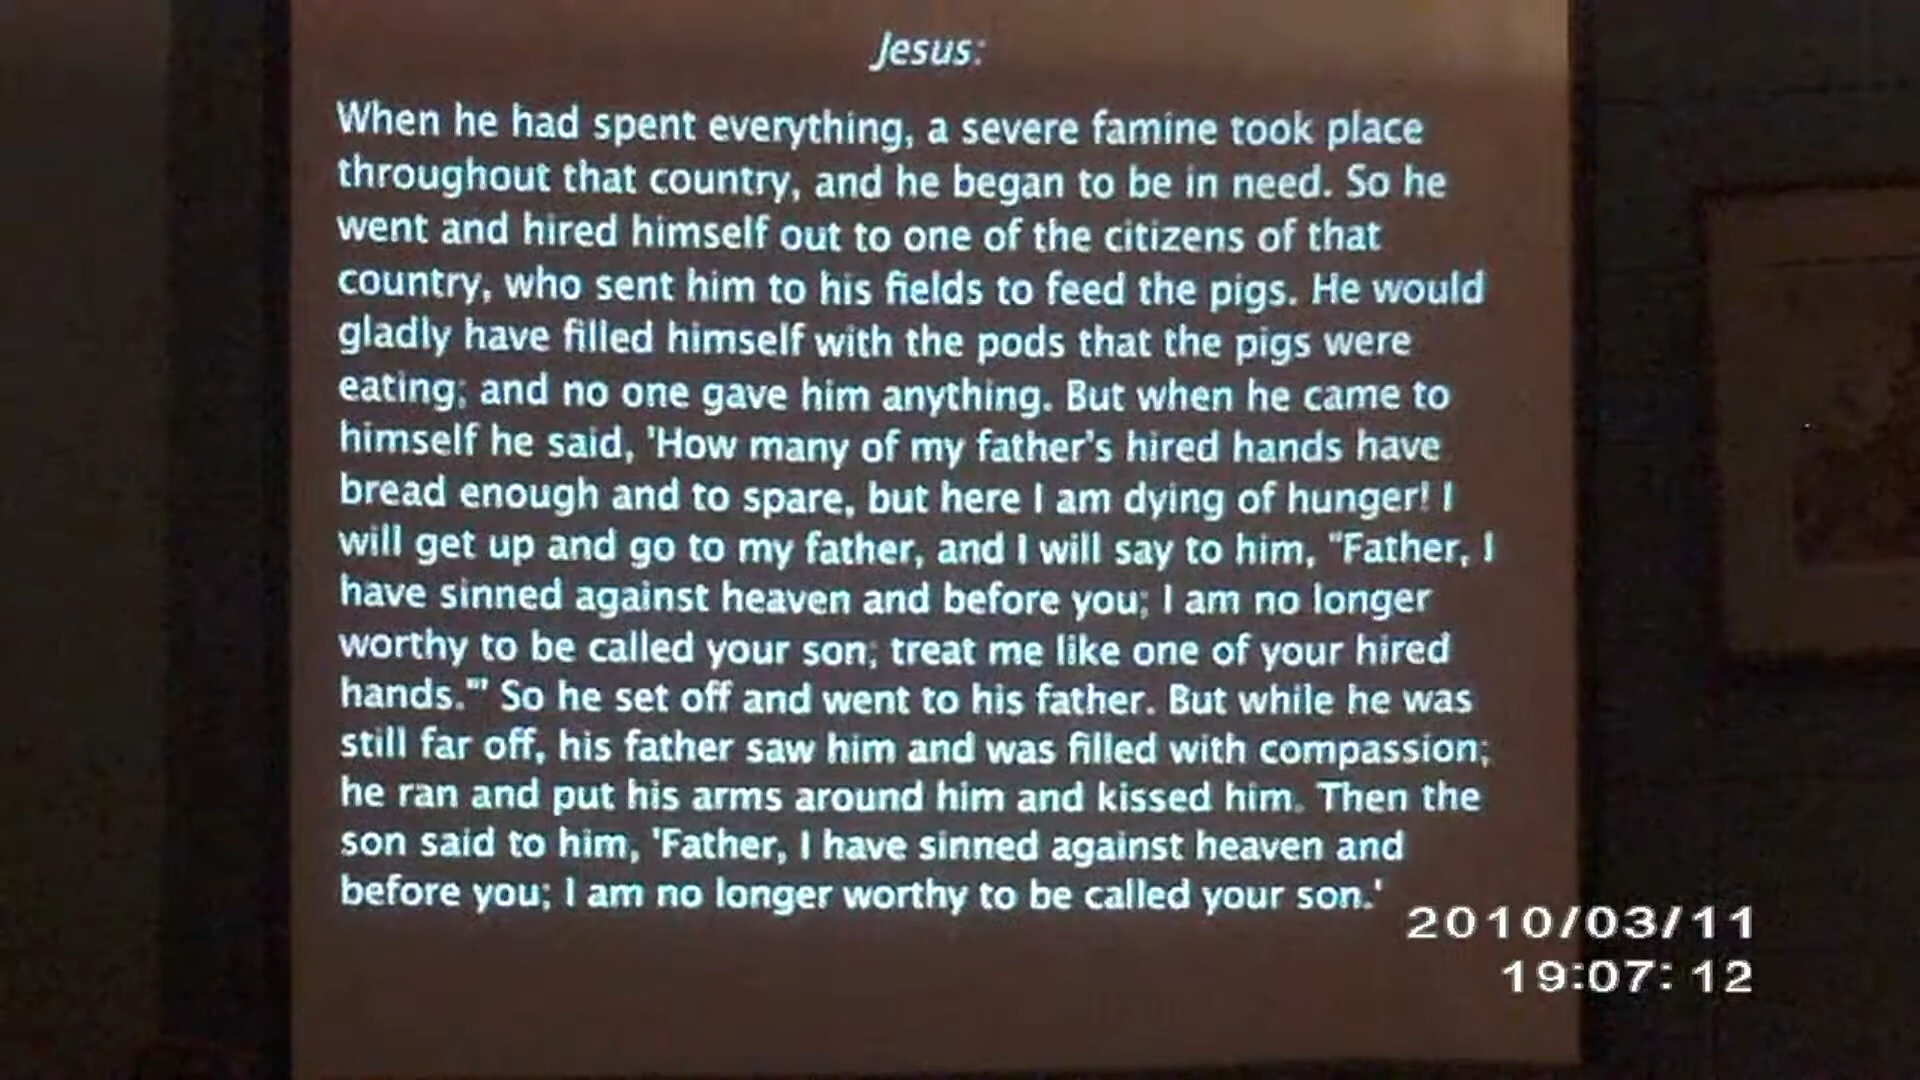 Jesus:
When he had spent everything, a severe famine took place
throughout that country, and he began to be in need. So he
went and hired himself out to one of the citizens of that
country, who sent him to his fields to feed the pigs. He would
gladly have filled himself with the pods that the pigs were
eating; and no one gave him anything. But when he came to
himself he said, 'How many of my father's hired hands have
bread enough and to spare, but here I am dying of hunger! I
will get up and go to my father, and I will say to him, "Father, I
have sinned against heaven and before you; I am no longer
worthy to be called your son; treat me like one of your hired
hands."' So he set off and went to his father. But while he was
still far off, his father saw him and was filled with compassion;
he ran and put his arms around him and kissed him. Then the
son said to him, 'Father, I have sinned against heaven and
before you; I am no longer worthy to be called your son.'
2010/03/11
19:07:12